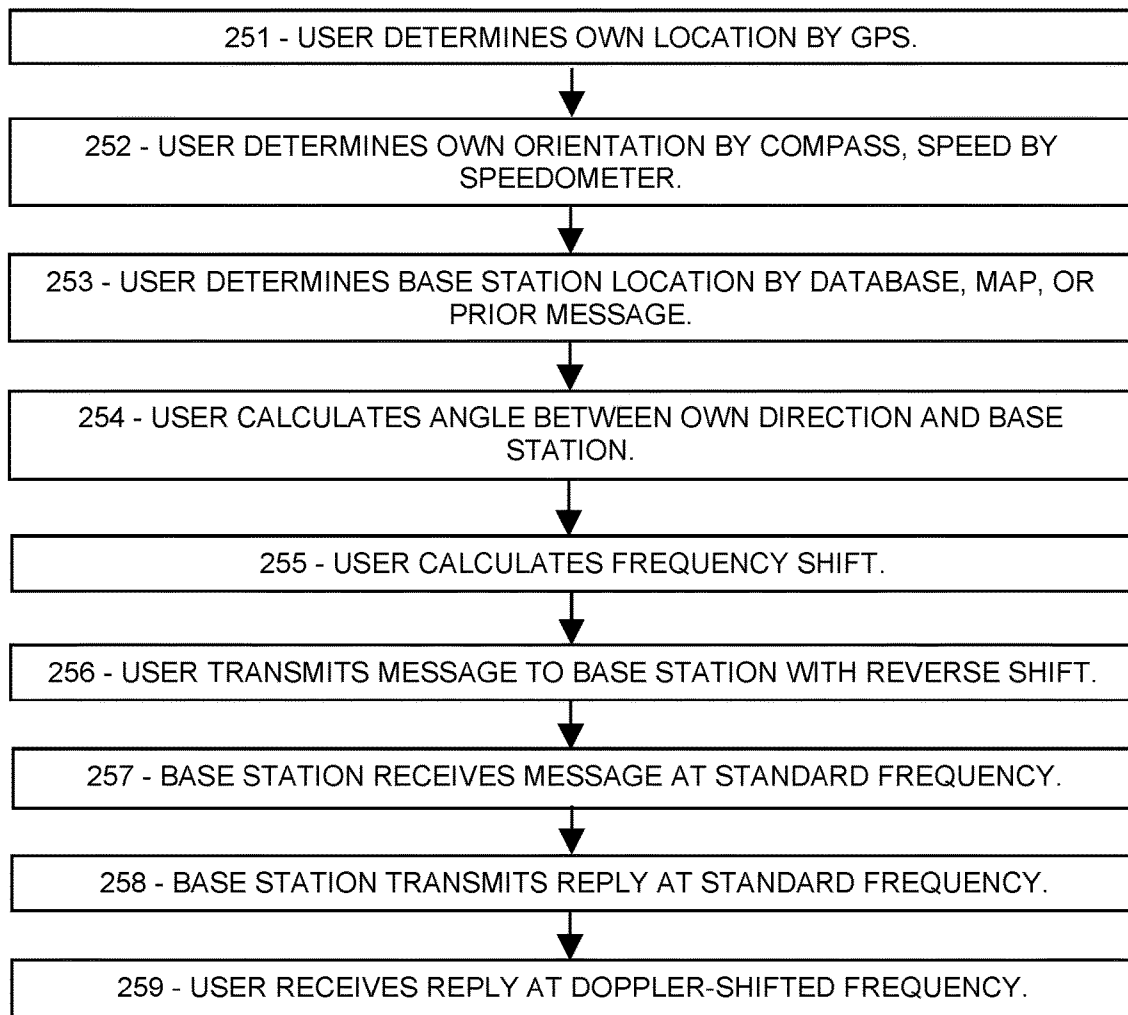 251 - USER DETERMINES OWN LOCATION BY GPS.
252 - USER DETERMINES OWN ORIENTATION BY COMPASS, SPEED BY
SPEEDOMETER.
253 - USER DETERMINES BASE STATION LOCATION BY DATABASE, MAP, OR
PRIOR MESSAGE.
254 - USER CALCULATES ANGLE BETWEEN OWN DIRECTION AND BASE
STATION.
255 - USER CALCULATES FREQUENCY SHIFT.
256 - USER TRANSMITS MESSAGE TO BASE STATION WITH REVERSE SHIFT.
257 - BASE STATION RECEIVES MESSAGE AT STANDARD FREQUENCY.
258 - BASE STATION TRANSMITS REPLY AT STANDARD FREQUENCY.
259 - USER RECEIVES REPLY AT DOPPLER-SHIFTED FREQUENCY.